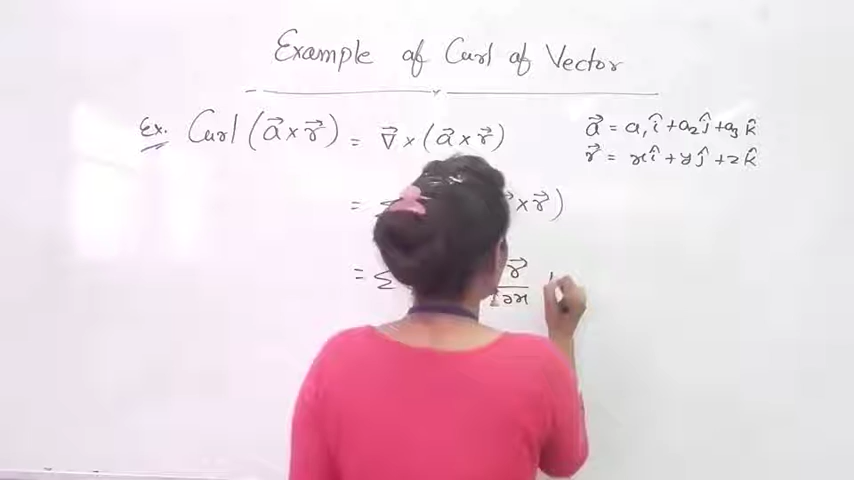 Example of Curl of Vector
Ex. Curl (a⃗ × r⃗) = ∇⃗ × (a⃗ × r⃗)
a⃗ = a₁î + a₂ĵ + a₃k̂
r⃗ = xî + yĵ + zk̂
= × r⃗)
= Σ r⃗ / ∂x